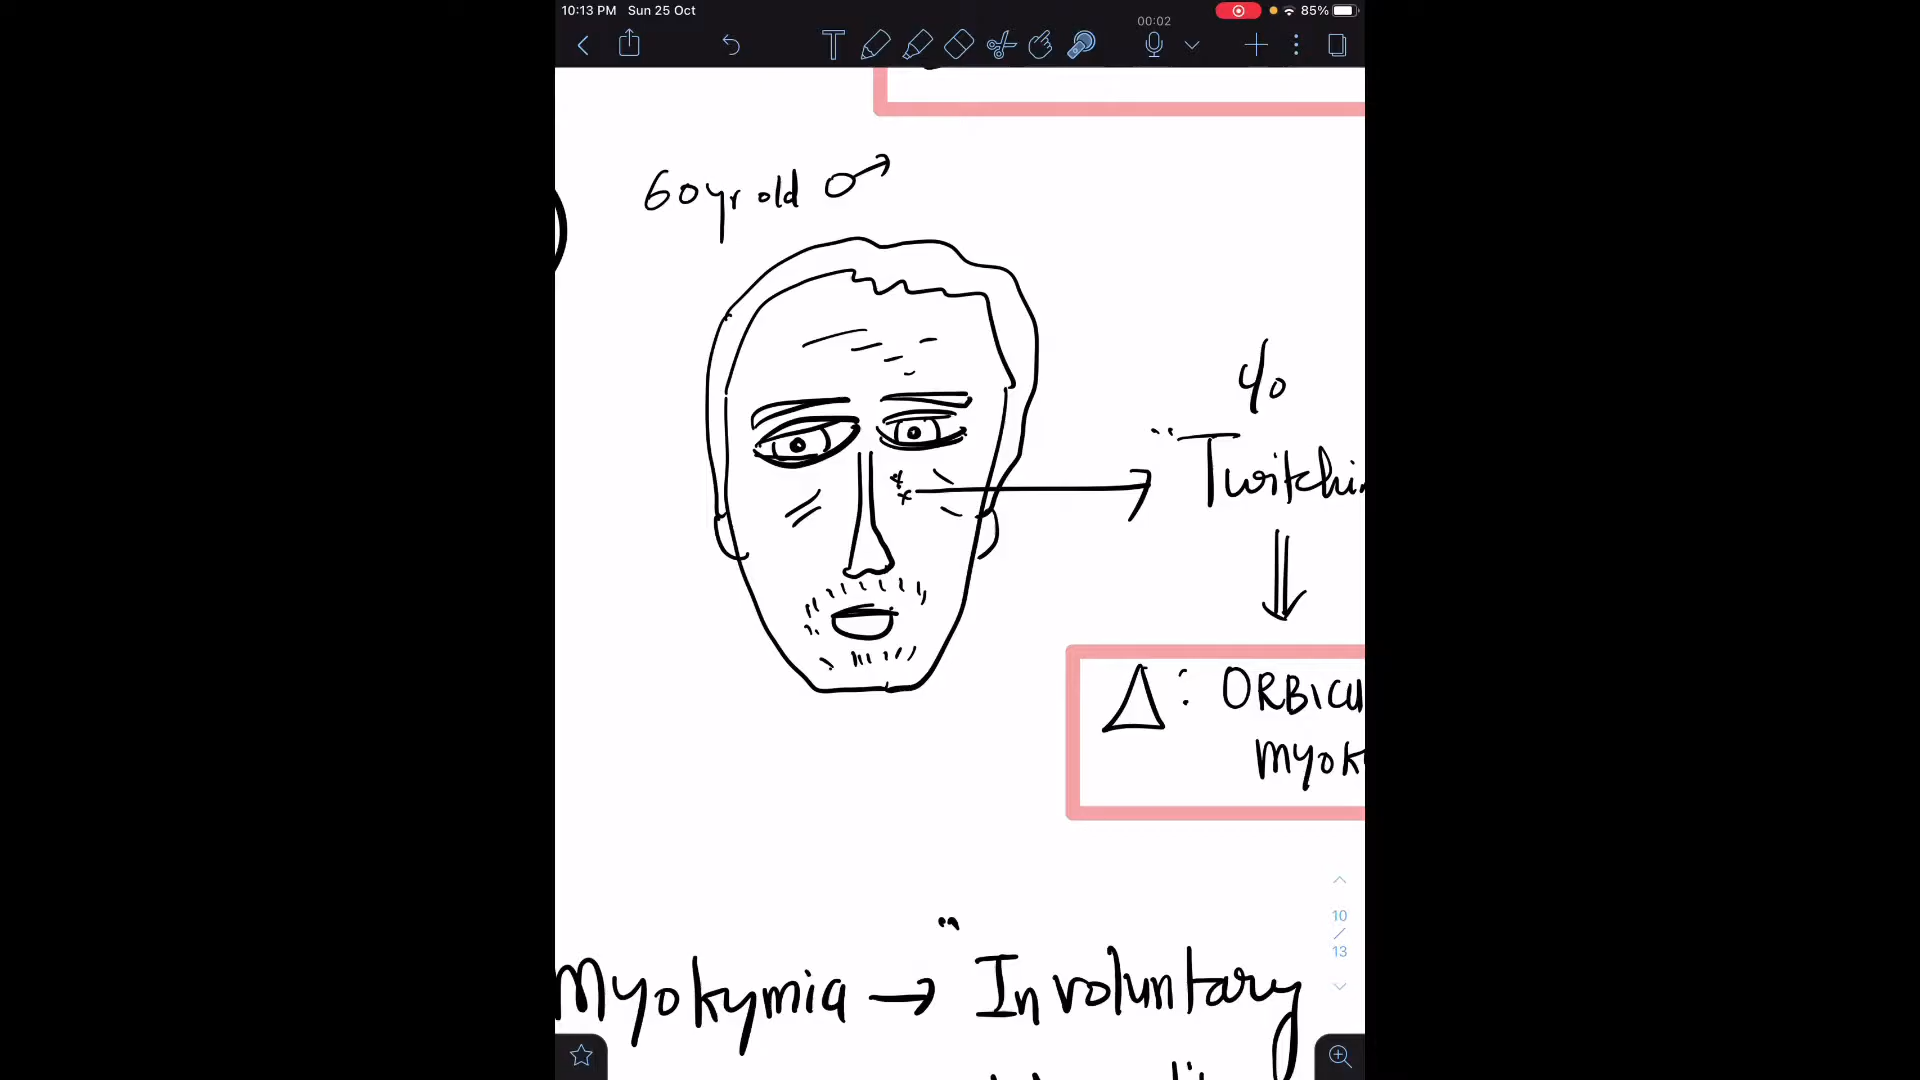 10:13 PM Sun 25 Oct
85%
00:02
T
60yr old ♂
c/o
"Twitchi
Δ: ORBICU
myok
10
/
13
"
Myokymia → Involuntary